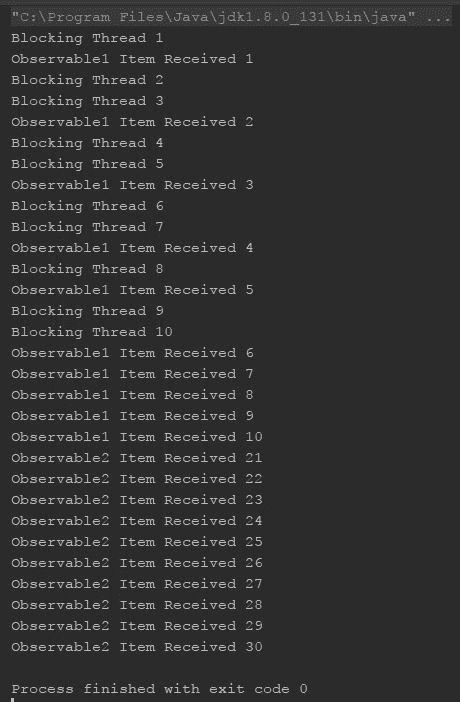 "C:\Program Files\Java\jdk1.8.0_131\bin\java" ...
Blocking Thread 1
Observable1 Item Received 1
Blocking Thread 2
Blocking Thread 3
Observable1 Item Received 2
Blocking Thread 4
Blocking Thread 5
Observable1 Item Received 3
Blocking Thread 6
Blocking Thread 7
Observable1 Item Received 4
Blocking Thread 8
Observable1 Item Received 5
Blocking Thread 9
Blocking Thread 10
Observable1 Item Received 6
Observable1 Item Received 7
Observable1 Item Received 8
Observable1 Item Received 9
Observable1 Item Received 10
Observable2 Item Received 21
Observable2 Item Received 22
Observable2 Item Received 23
Observable2 Item Received 24
Observable2 Item Received 25
Observable2 Item Received 26
Observable2 Item Received 27
Observable2 Item Received 28
Observable2 Item Received 29
Observable2 Item Received 30
Process finished with exit code 0